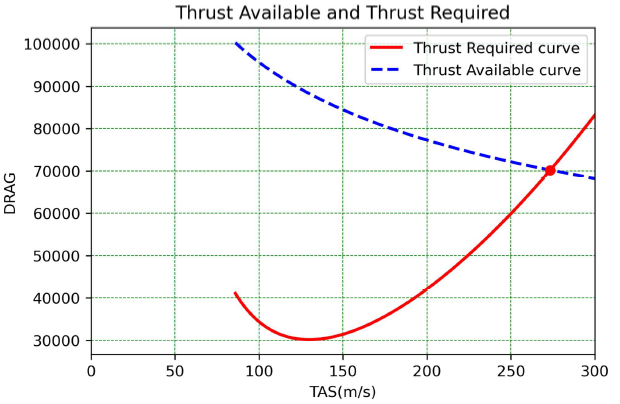 Thrust Available and Thrust Required
Thrust Required curve
Thrust Available curve
100000
90000
80000
70000
60000
50000
40000
30000
DRAG
0 50 100 150 200 250 300
TAS(m/s)